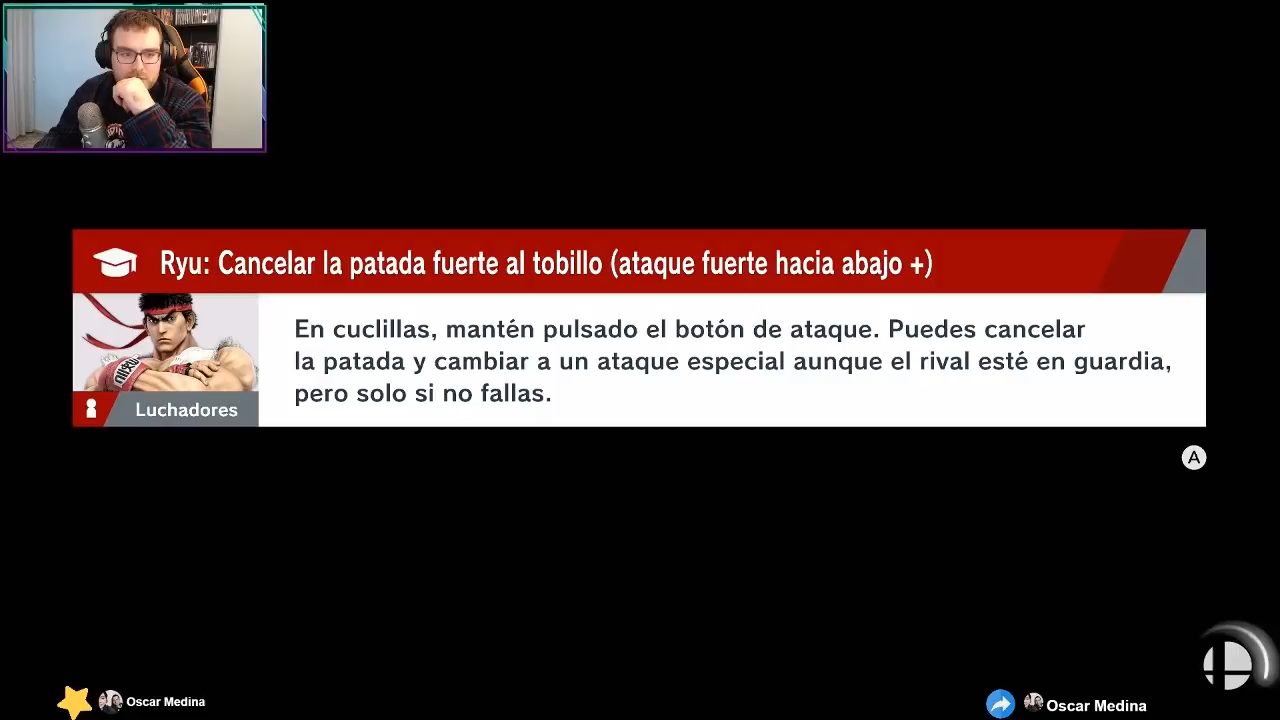 Ryu: Cancelar la patada fuerte al tobillo (ataque fuerte hacia abajo +)
En cuclillas, mantén pulsado el botón de ataque. Puedes cancelar
la patada y cambiar a un ataque especial aunque el rival esté en guardia,
pero solo si no fallas.
Luchadores
A
Oscar Medina
Oscar Medina